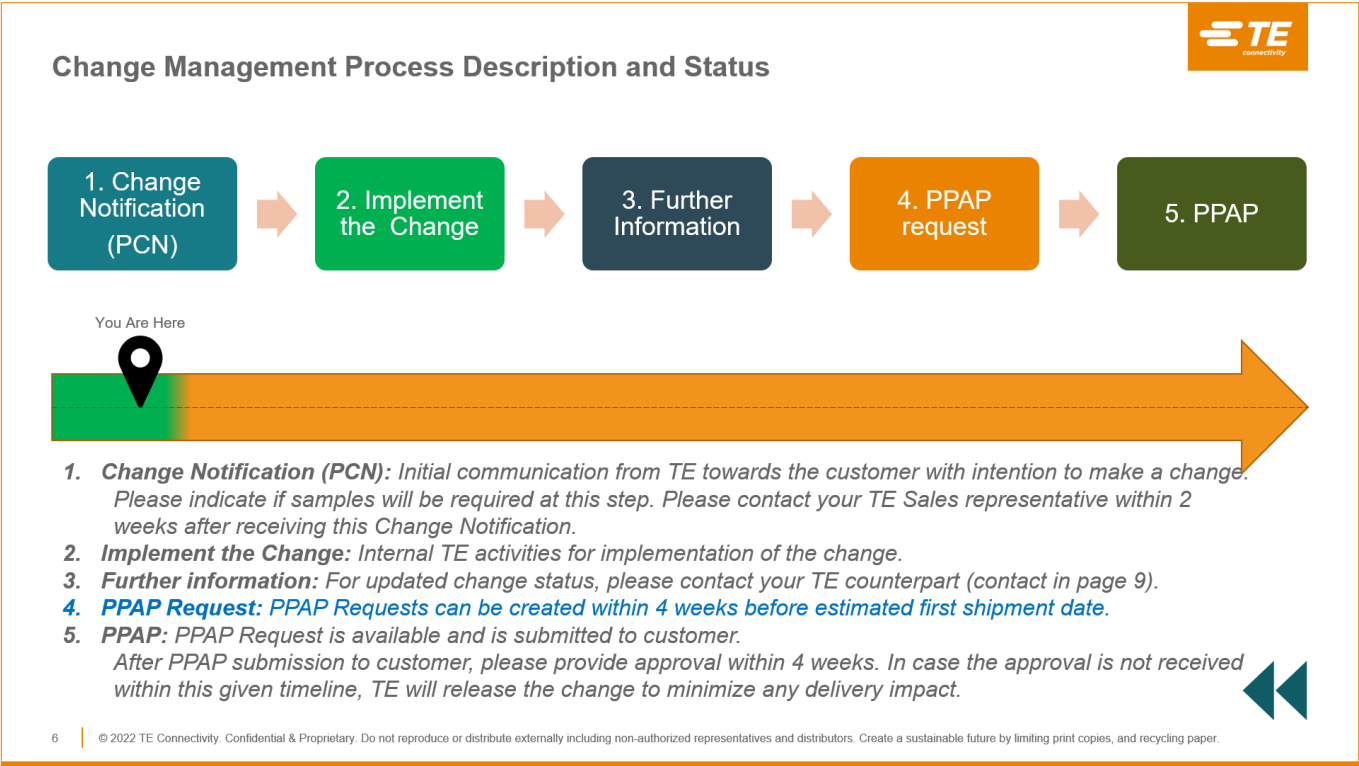 TE
connectivity
Change Management Process Description and Status
1. Change
Notification
(PCN)
2. Implement
the  Change
3. Further
Information
4. PPAP
request
5. PPAP
You Are Here
1. Change Notification (PCN): Initial communication from TE towards the customer with intention to make a change.
Please indicate if samples will be required at this step. Please contact your TE Sales representative within 2
weeks after receiving this Change Notification.
2. Implement the Change: Internal TE activities for implementation of the change.
3. Further information: For updated change status, please contact your TE counterpart (contact in page 9).
4. PPAP Request: PPAP Requests can be created within 4 weeks before estimated first shipment date.
5. PPAP: PPAP Request is available and is submitted to customer.
After PPAP submission to customer, please provide approval within 4 weeks. In case the approval is not received
within this given timeline, TE will release the change to minimize any delivery impact.
6
© 2022 TE Connectivity. Confidential & Proprietary. Do not reproduce or distribute externally including non-authorized representatives and distributors. Create a sustainable future by limiting print copies, and recycling paper.